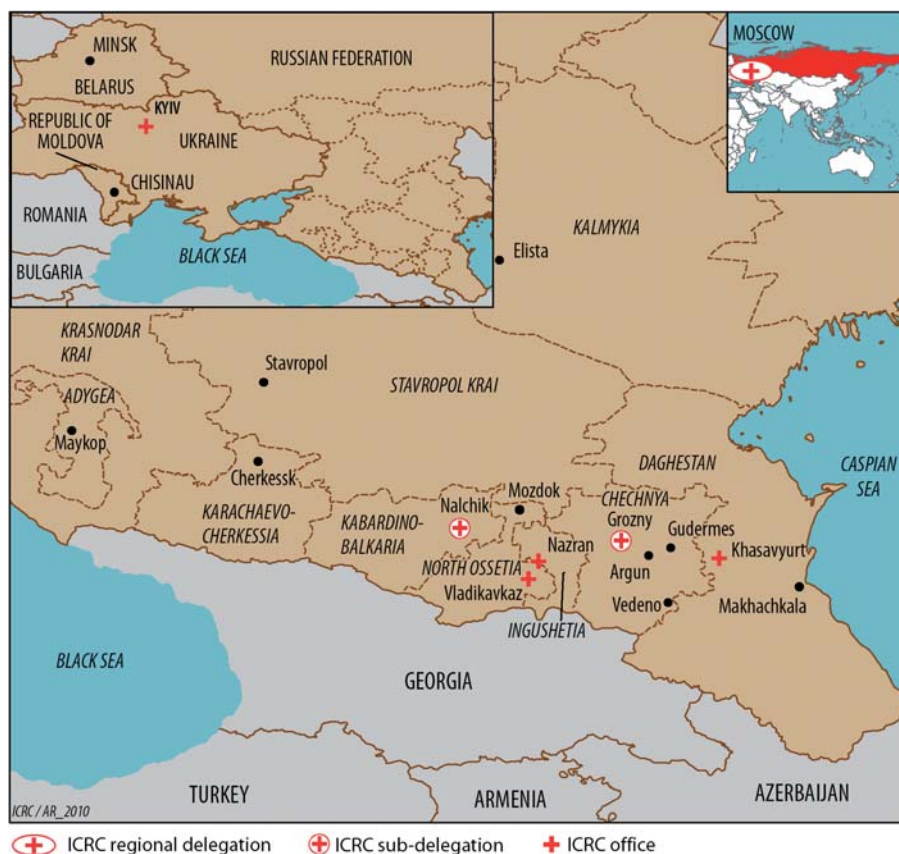 MINSK
BELARUS
RUSSIAN FEDERATION
KYIV
REPUBLIC OF
MOLDOVA
UKRAINE
CHISINAU
ROMANIA
BLACK SEA
BULGARIA
MOSCOW
KALMYKIA
Elista
KRASNODAR
KRAI
Stavropol
STAVROPOL KRAI
ADYGEA
Maykop
Cherkessk
DAGHESTAN
CASPIAN
SEA
KARACHAEVO-
CHERKESSIA
KABARDINO-
BALKARIA
Nalchik
Mozdok
CHECHNYA
Grozny
Gudermes
Nazran
Khasavyurt
NORTH OSSETIA
Argun
Vladikavkaz
Vedeno
Makhachkala
INGUSHETIA
BLACK SEA
GEORGIA
TURKEY
ARMENIA
AZERBAIJAN
ICRC / AR_2010
ICRC regional delegation
ICRC sub-delegation
ICRC office